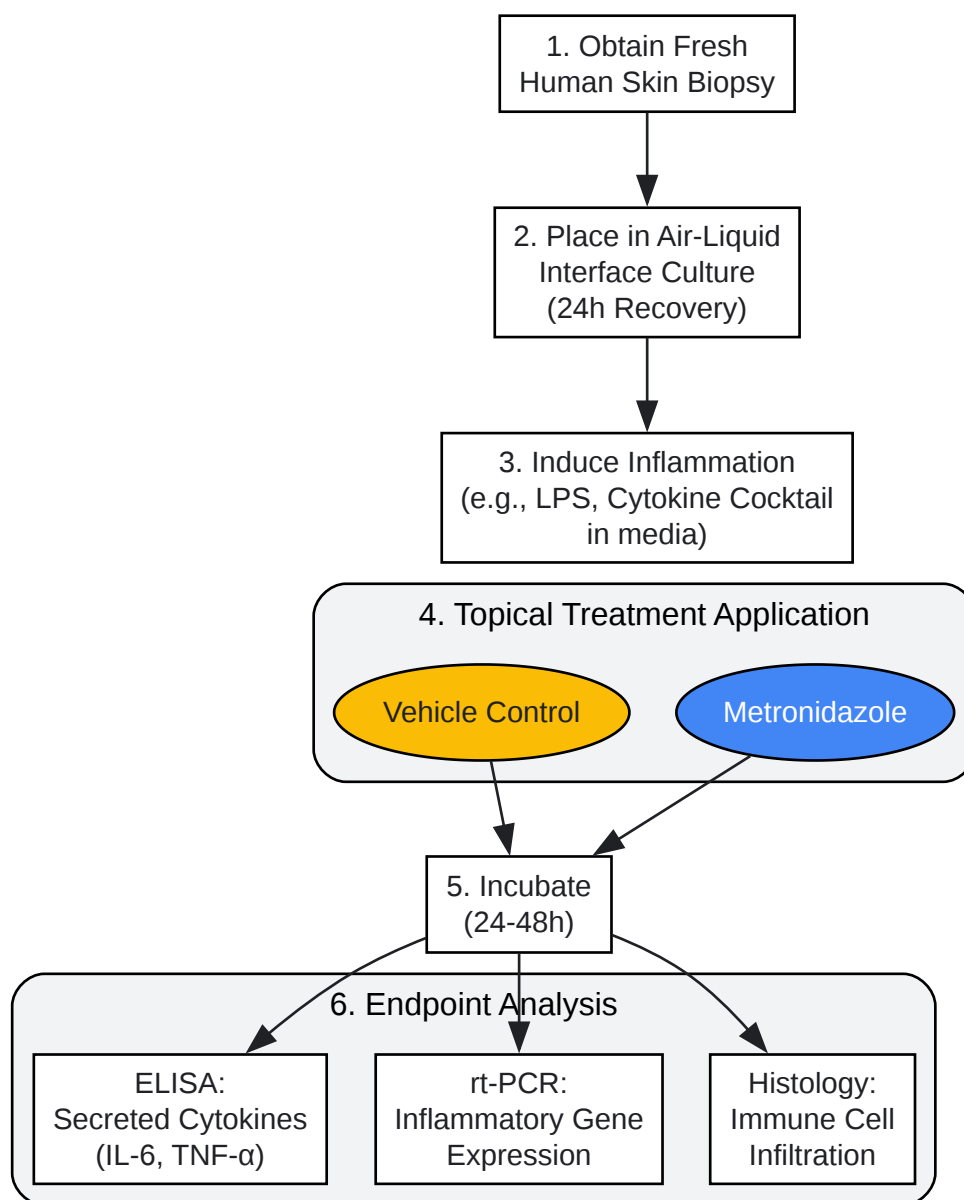 1. Obtain Fresh
Human Skin Biopsy
2. Place in Air-Liquid
Interface Culture
(24h Recovery)
3. Induce Inflammation
(e.g., LPS, Cytokine Cocktail
in media)
4. Topical Treatment Application
Vehicle Control
Metronidazole
5. Incubate
(24-48h)
6. Endpoint Analysis
ELISA:
Secreted Cytokines
(IL-6, TNF-α)
rt-PCR:
Inflammatory Gene
Expression
Histology:
Immune Cell
Infiltration